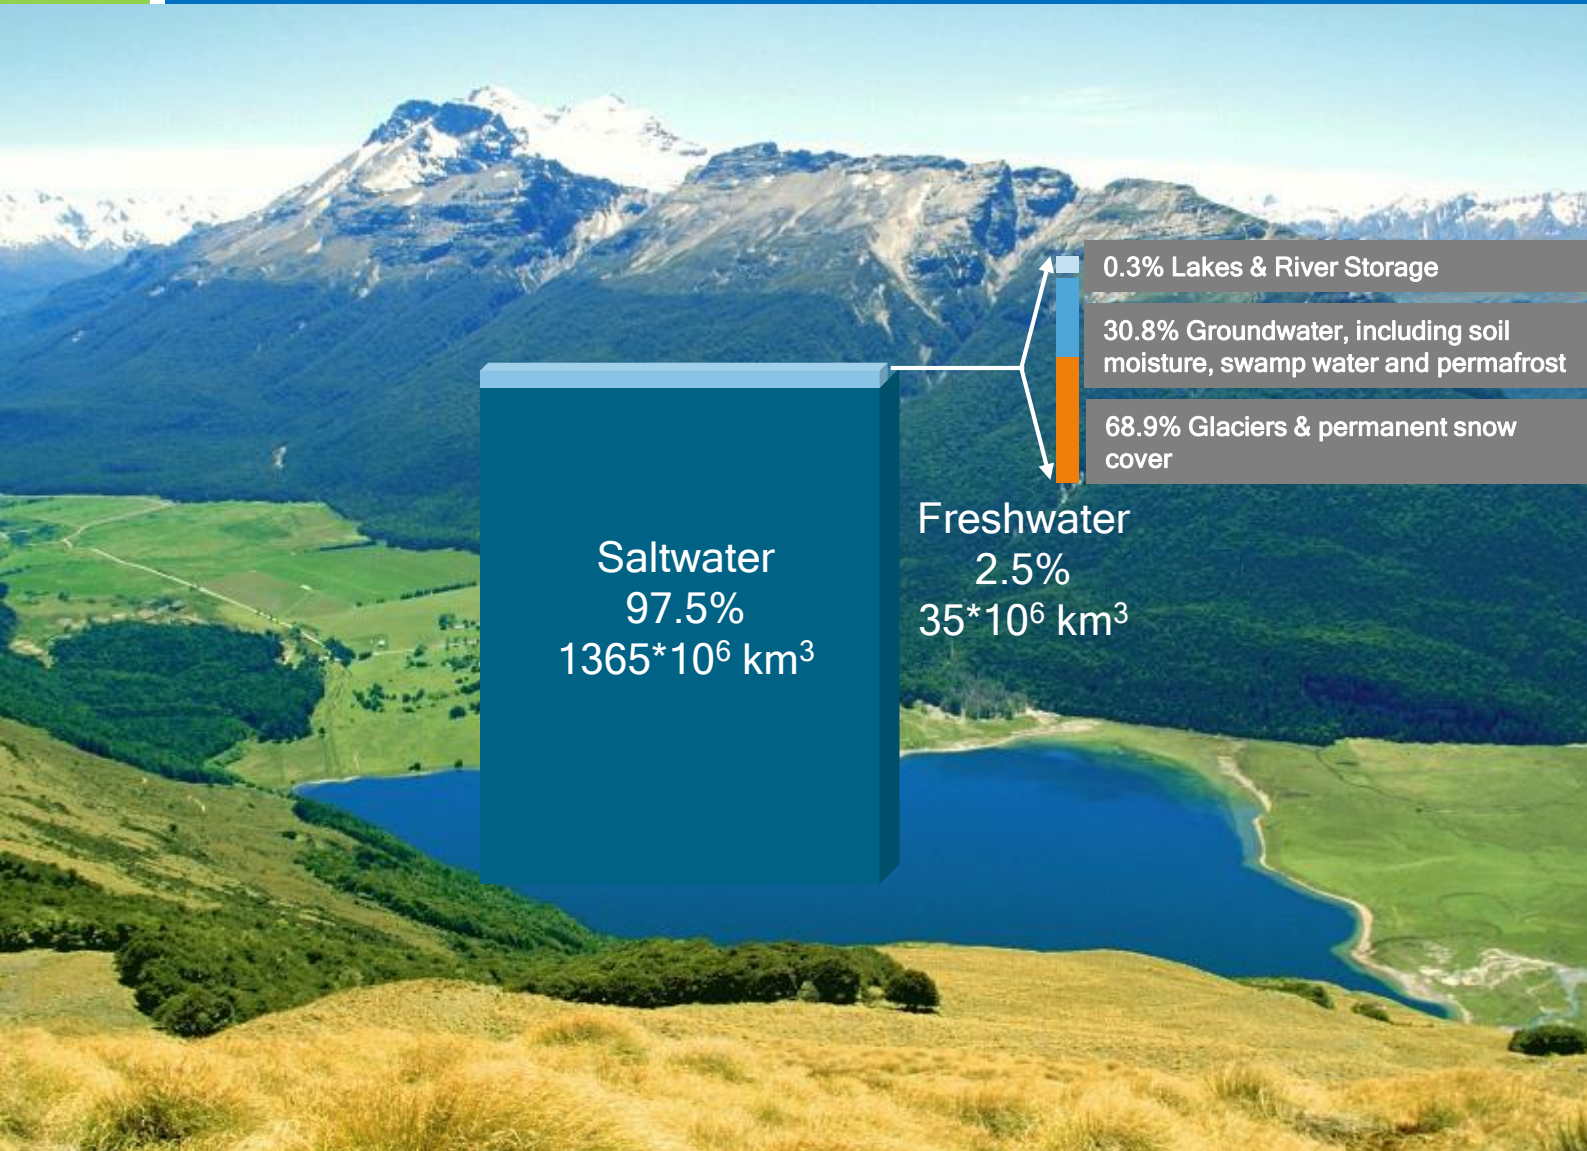 0.3% Lakes & River Storage
30.8% Groundwater, including soil
moisture, swamp water and permafrost
68.9% Glaciers & permanent snow
cover
Freshwater
2.5%
35*10⁶ km³
Saltwater
97.5%
1365*10⁶ km³